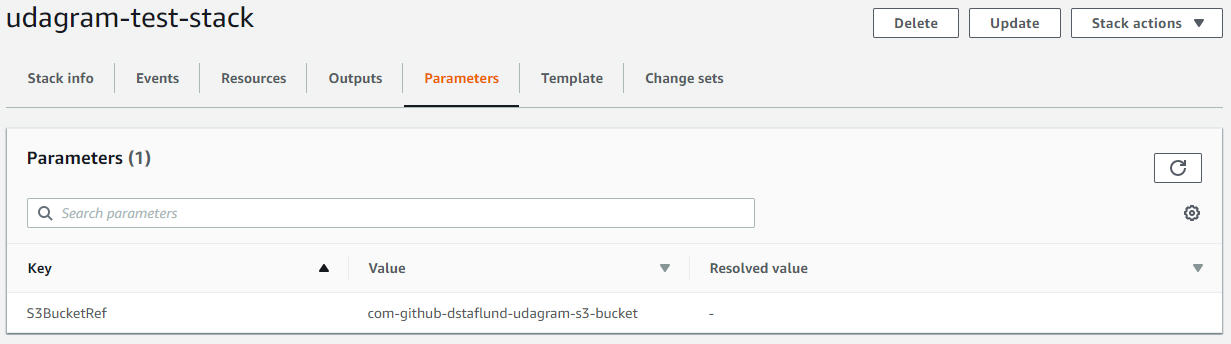 udagram-test-stack
Delete Update Stack actions
Stack info Events Resources Outputs Parameters Template Change sets
Parameters (1)
Search parameters
Key Value Resolved value
S3BucketRef com-github-dstaflund-udagram-s3-bucket -